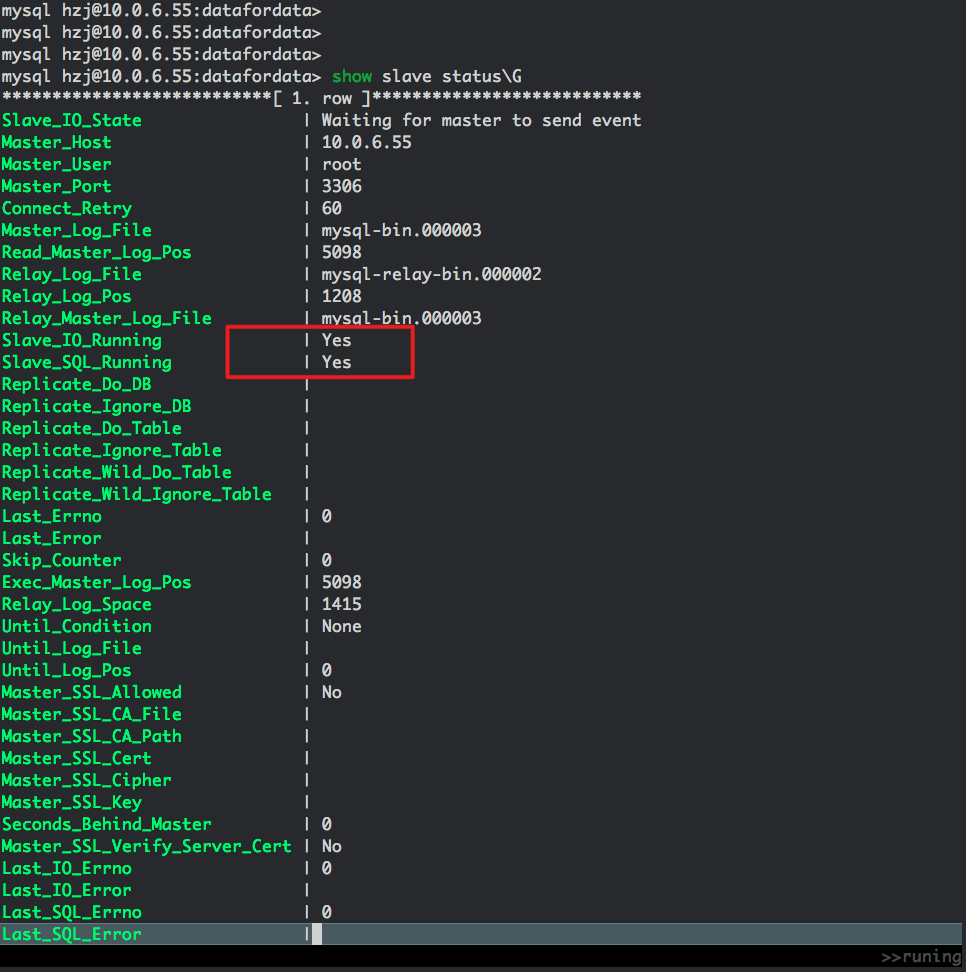 mysql hzj@10.0.6.55:datafordata>
mysql hzj@10.0.6.55:datafordata>
mysql hzj@10.0.6.55:datafordata>
mysql hzj@10.0.6.55:datafordata> show slave status\G
***************************[ 1. row ]***************************
Slave_IO_State                | Waiting for master to send event
Master_Host                   | 10.0.6.55
Master_User                   | root
Master_Port                   | 3306
Connect_Retry                 | 60
Master_Log_File               | mysql-bin.000003
Read_Master_Log_Pos           | 5098
Relay_Log_File                | mysql-relay-bin.000002
Relay_Log_Pos                 | 1208
Relay_Master_Log_File         | mysql-bin.000003
Slave_IO_Running              | Yes
Slave_SQL_Running             | Yes
Replicate_Do_DB               |
Replicate_Ignore_DB           |
Replicate_Do_Table            |
Replicate_Ignore_Table        |
Replicate_Wild_Do_Table       |
Replicate_Wild_Ignore_Table   |
Last_Errno                    | 0
Last_Error                    |
Skip_Counter                  | 0
Exec_Master_Log_Pos           | 5098
Relay_Log_Space               | 1415
Until_Condition               | None
Until_Log_File                |
Until_Log_Pos                 | 0
Master_SSL_Allowed            | No
Master_SSL_CA_File            |
Master_SSL_CA_Path            |
Master_SSL_Cert               |
Master_SSL_Cipher             |
Master_SSL_Key                |
Seconds_Behind_Master         | 0
Master_SSL_Verify_Server_Cert | No
Last_IO_Errno                 | 0
Last_IO_Error                 |
Last_SQL_Errno                | 0
Last_SQL_Error                |
>>runing